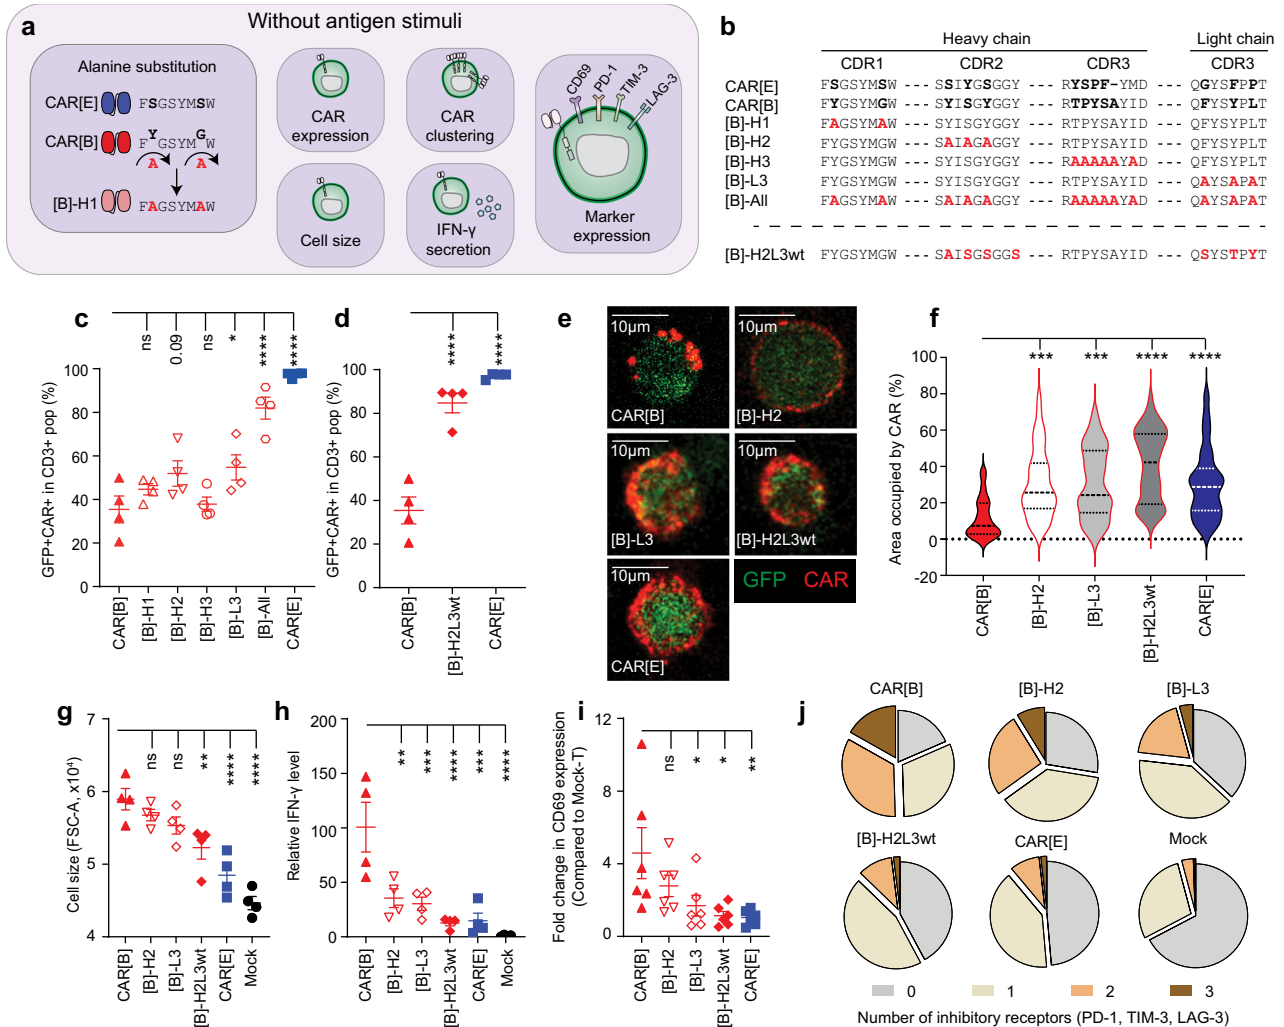 a
Without antigen stimuli
Alanine substitution
CAR[E] FSGSYMSW
CAR[B] FYGSYMGW
A A
[B]-H1 FAGSYMAW
CAR expression
CAR clustering
Cell size
IFN-γ secretion
CD69 PD-1 TIM-3 LAG-3
Marker expression
b
Heavy chain Light chain
CDR1 CDR2 CDR3 CDR3
CAR[E] FSGSYMSW --- SIYGSGGY --- RYSPF-YMD --- QGYSFPPT
CAR[B] FYGSYMGW --- SYISGYGGY --- RTPYSAYID --- QFYSYPLT
[B]-H1 FAGSYMAW --- SYISGYGGY --- RTPYSAYID --- QFYSYPLT
[B]-H2 FYGSYMGW --- SAIAGAGGY --- RTPYSAYID --- QFYSYPLT
[B]-H3 FYGSYMGW --- SYISGYGGY --- RAAAAAYAD --- QFYSYPLT
[B]-L3 FYGSYMGW --- SYISGYGGY --- RTPYSAYID --- QAYSAPAT
[B]-All FAGSYMAW --- SAIAGAGGY --- RAAAAAYAD --- QAYSAPAT
[B]-H2L3wt FYGSYMGW --- SAISGSGGS --- RTPYSAYID --- QSYSTPYT
c
GFP+CAR+ in CD3+ pop (%)
100
80
60
40
20
0
ns 0.09 ns * **** ****
CAR[B] [B]-H1 [B]-H2 [B]-H3 [B]-L3 [B]-All CAR[E]
d
GFP+CAR+ in CD3+ pop (%)
100
80
60
40
20
0
**** ****
CAR[B] [B]-H2L3wt CAR[E]
e
10µm 10µm
CAR[B] [B]-H2
10µm 10µm
[B]-L3 [B]-H2L3wt
10µm
CAR[E]
GFP CAR
f
Area occupied by CAR (%)
100
80
60
40
20
0
-20
*** *** **** ****
CAR[B] [B]-H2 [B]-L3 [B]-H2L3wt CAR[E]
g
Cell size (FSC-A, x10⁴)
7
6
5
4
ns ns ** **** ****
CAR[B] [B]-H2 [B]-L3 [B]-H2L3wt CAR[E] Mock
h
Relative IFN-γ level
200
150
100
50
0
** *** **** *** ****
CAR[B] [B]-H2 [B]-L3 [B]-H2L3wt CAR[E] Mock
i
Fold change in CD69 expression
(Compared to Mock-T)
12
8
4
0
ns * * **
CAR[B] [B]-H2 [B]-L3 [B]-H2L3wt CAR[E]
j
CAR[B] [B]-H2 [B]-L3
[B]-H2L3wt CAR[E] Mock
0 1 2 3
Number of inhibitory receptors (PD-1, TIM-3, LAG-3)